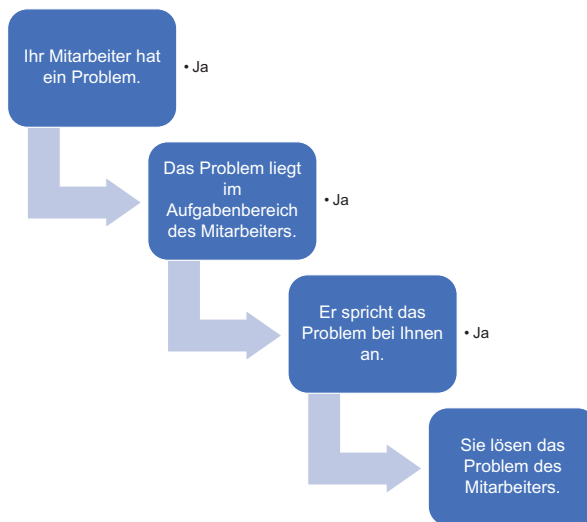 Ihr Mitarbeiter hat
ein Problem.
• Ja
Das Problem liegt
im
Aufgabenbereich
des Mitarbeiters.
• Ja
Er spricht das
Problem bei Ihnen
an.
• Ja
Sie lösen das
Problem des
Mitarbeiters.